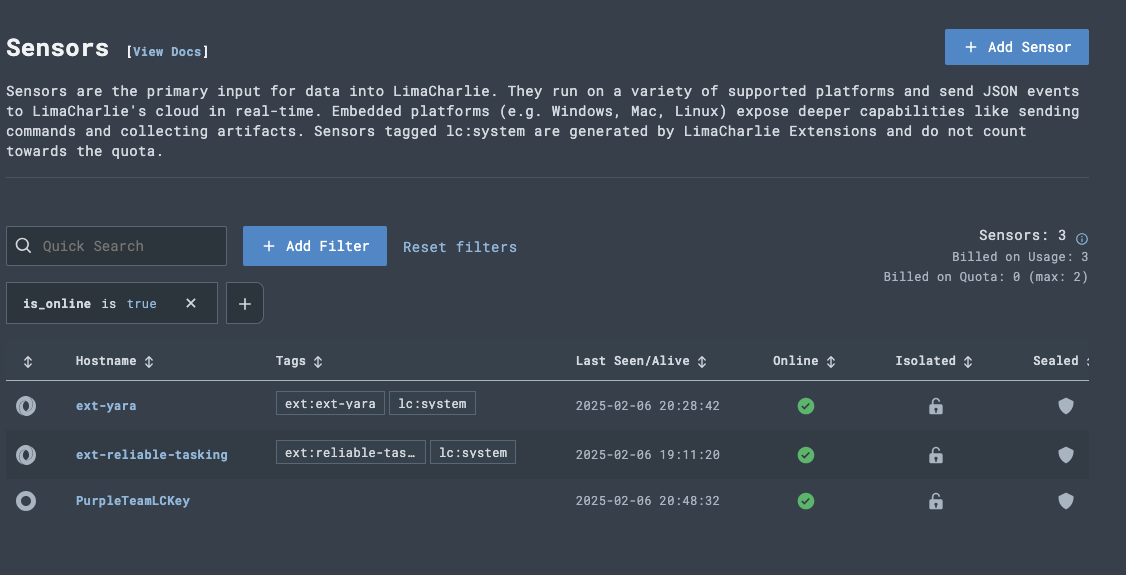 Sensors [View Docs]
+ Add Sensor
Sensors are the primary input for data into LimaCharlie. They run on a variety of supported platforms and send JSON events
to LimaCharlie's cloud in real-time. Embedded platforms (e.g. Windows, Mac, Linux) expose deeper capabilities like sending
commands and collecting artifacts. Sensors tagged lc:system are generated by LimaCharlie Extensions and do not count
towards the quota.
Quick Search
+ Add Filter
Reset filters
Sensors: 3
Billed on Usage: 3
Billed on Quota: 0 (max: 2)
is_online is true ✕
+
Hostname Tags Last Seen/Alive Online Isolated Sealed
ext-yara ext:ext-yara lc:system 2025-02-06 20:28:42
ext-reliable-tasking ext:reliable-tas… lc:system 2025-02-06 19:11:20
PurpleTeamLCKey 2025-02-06 20:48:32